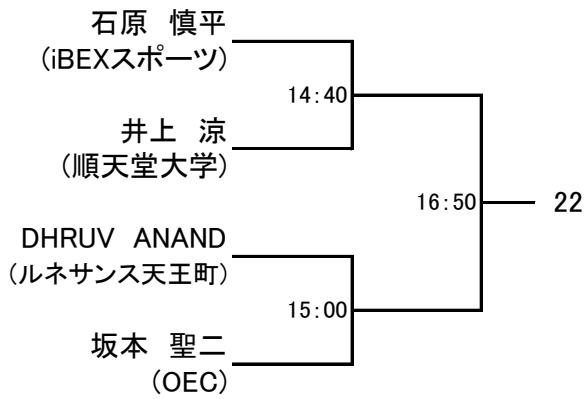 石原　慎平
(iBEXスポーツ)
14:40
井上　涼
(順天堂大学)
16:50
22
DHRUV　ANAND
(ルネサンス天王町)
15:00
坂本　聖二
(OEC)